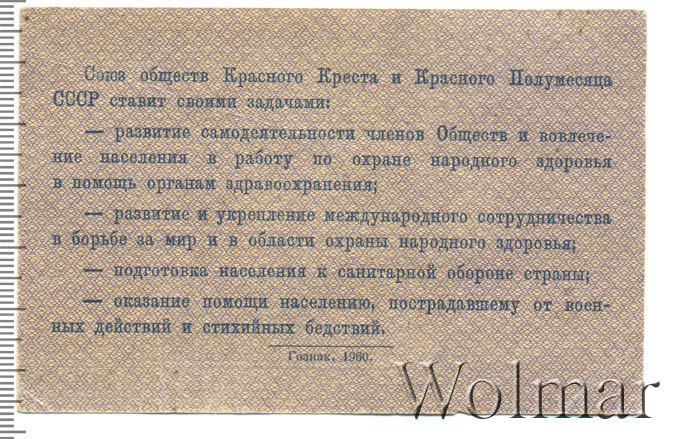 Союз обществ Красного Креста и Красного Полумесяца
СССР ставит своими задачами:
— развитие самодеятельности членов Обществ и вовлече-
ние населения в работу по охране народного здоровья
в помощь органам здравоохранения;
— развитие и укрепление международного сотрудничества
в борьбе за мир и в области охраны народного здоровья;
— подготовка населения к санитарной обороне страны;
— оказание помощи населению, пострадавшему от воен-
ных действий и стихийных бедствий.
Гознак. 1960.
Wolmar